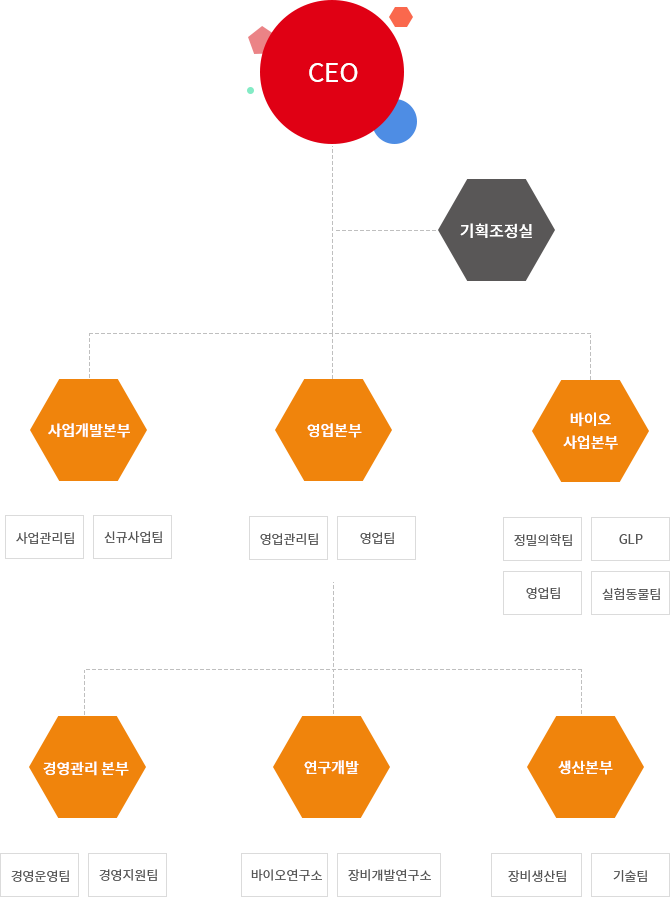 CEO
기획조정실
사업개발본부
영업본부
바이오
사업본부
사업관리팀
신규사업팀
영업관리팀
영업팀
정밀의학팀
GLP
영업팀
실험동물팀
경영관리 본부
연구개발
생산본부
경영운영팀
경영지원팀
바이오연구소
장비개발연구소
장비생산팀
기술팀